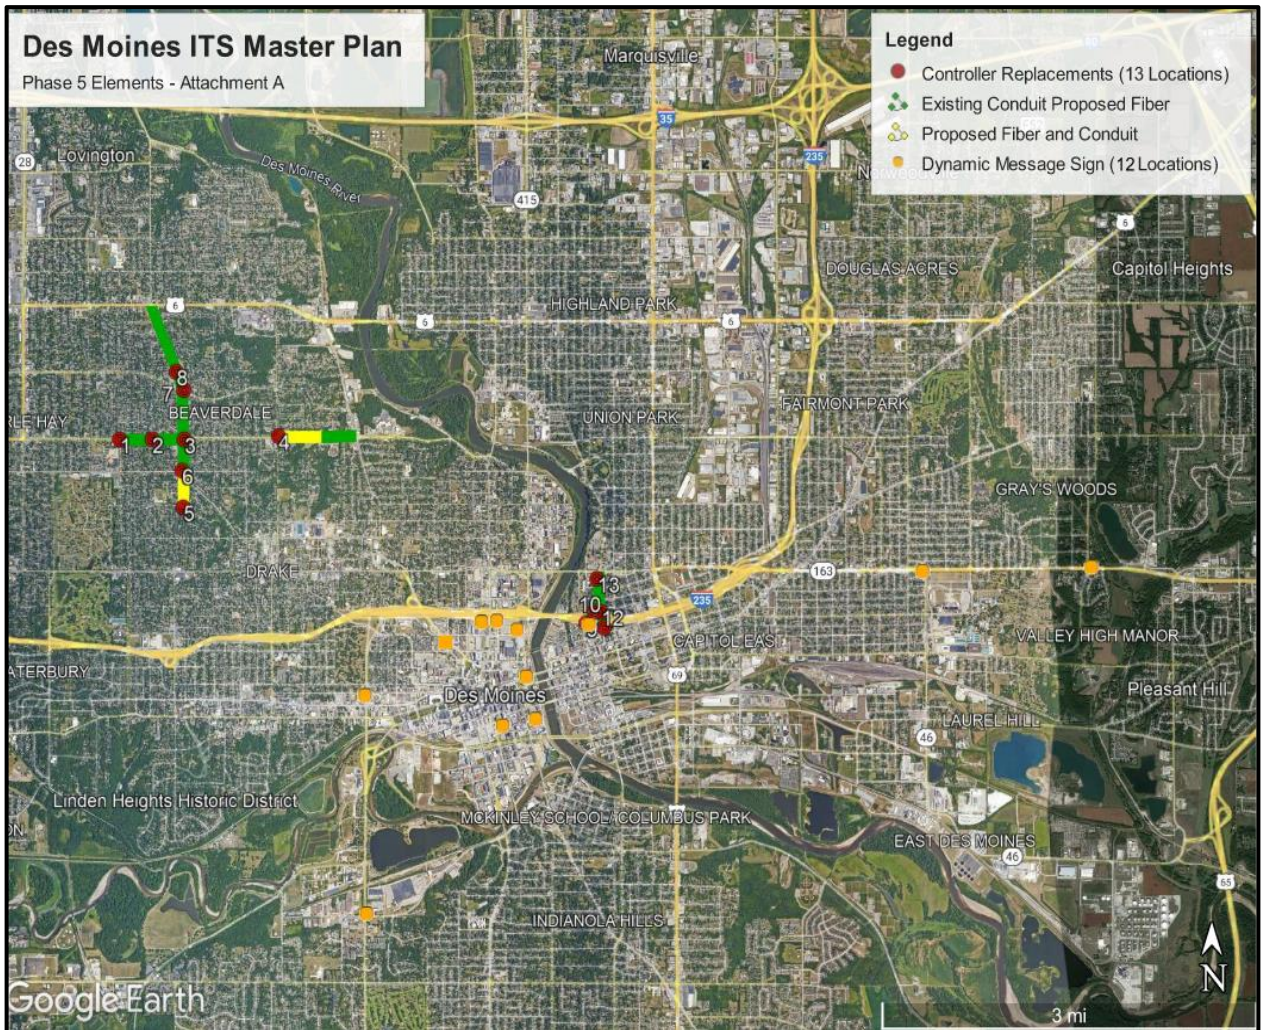 Des Moines ITS Master Plan
Phase 5 Elements - Attachment A
Legend
Controller Replacements (13 Locations)
Existing Conduit Proposed Fiber
Proposed Fiber and Conduit
Dynamic Message Sign (12 Locations)
Marquisville
35
28
Lovington
235
Des Moines River
415
6
DOUGLAS ACRES
Capitol Heights
6
HIGHLAND PARK
6
6
8
7
BEAVERDALE
FAIRMONT PARK
UNION PARK
1
2
3
4
6
GRAY'S WOODS
5
DRAKE
163
13
10
235
12
CAPITOL EAS
VALLEY HIGH MANOR
69
Des Moines
Pleasant Hill
LAUREL HILL
46
Linden Heights Historic District
MCKINLEY SCHOOL/ COLUMBUS PARK
EAST DES MOINES
46
65
INDIANOLA HILLS
N
Google Earth
3 mi